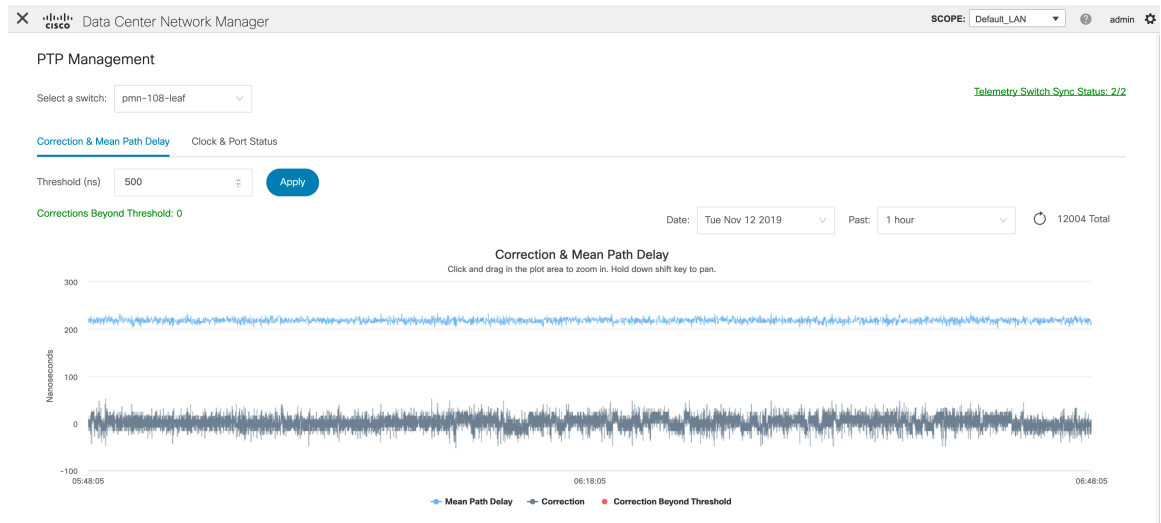 CISCO Data Center Network Manager SCOPE: Default_LAN ? admin
PTP Management
Select a switch: pmn-108-leaf Telemetry Switch Sync Status: 2/2
Correction & Mean Path Delay Clock & Port Status
Threshold (ns) 500 Apply
Corrections Beyond Threshold: 0
Date: Tue Nov 12 2019 Past: 1 hour 12004 Total
Correction & Mean Path Delay
Click and drag in the plot area to zoom in. Hold down shift key to pan.
300
200
100
0
-100
Nanoseconds
05:48:05 06:18:05 06:48:05
Mean Path Delay Correction Correction Beyond Threshold